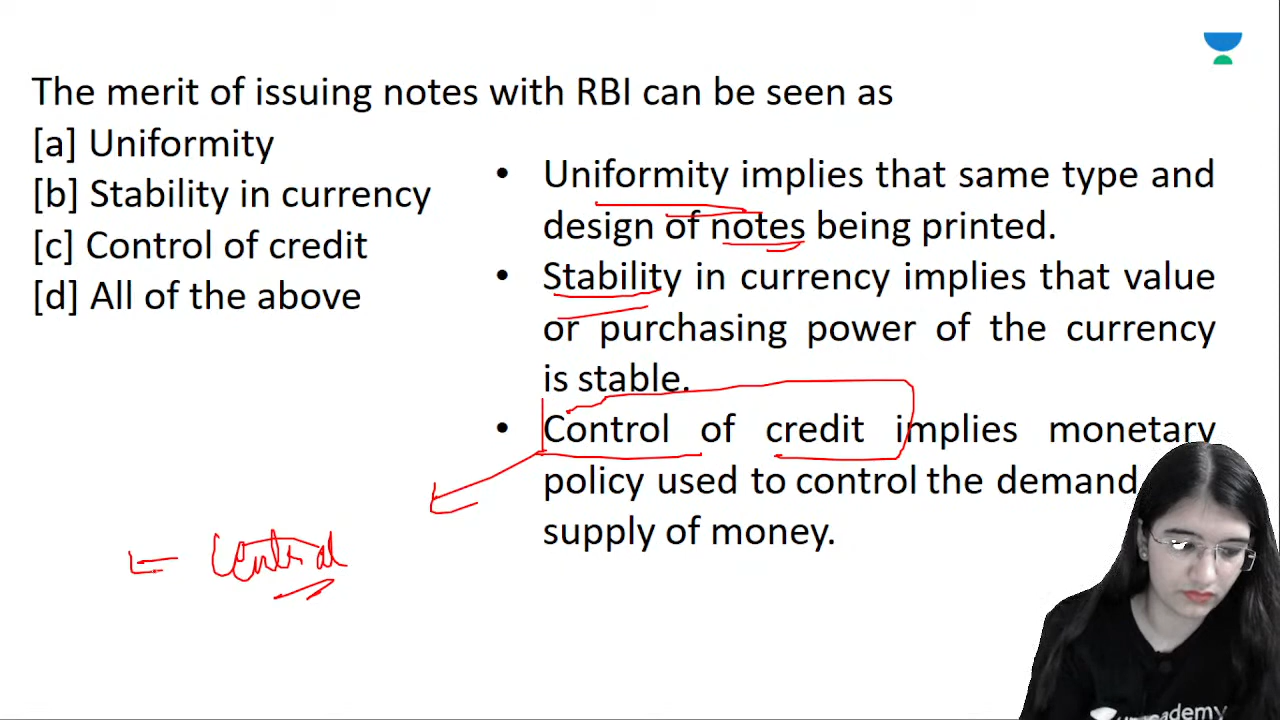 The merit of issuing notes with RBI can be seen as
[a] Uniformity
[b] Stability in currency
[c] Control of credit
[d] All of the above
• Uniformity implies that same type and
design of notes being printed.
• Stability in currency implies that value
or purchasing power of the currency
is stable.
• Control of credit implies monetary
policy used to control the demand
supply of money.
Central